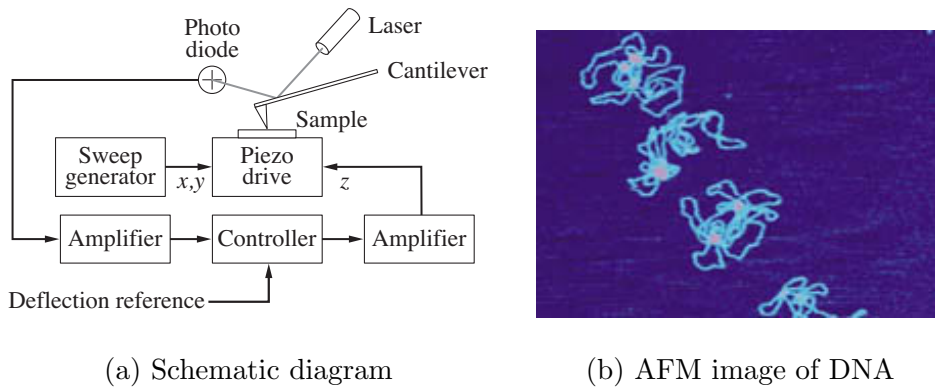 Photo
diode
Laser
Cantilever
Sample
Sweep
generator
x,y
Piezo
drive
z
Amplifier
Controller
Amplifier
Deflection reference
(a) Schematic diagram
(b) AFM image of DNA